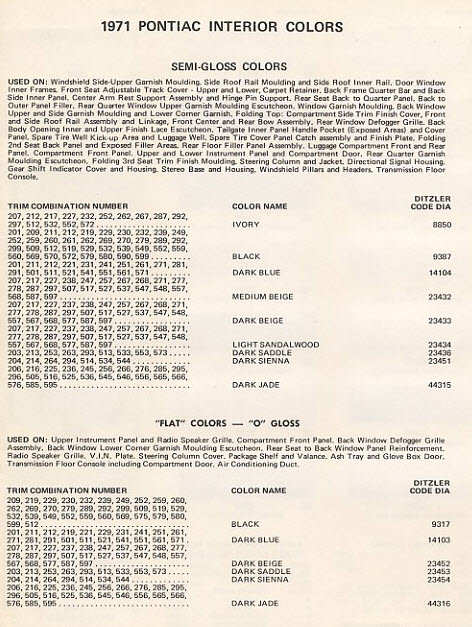 1971 PONTIAC INTERIOR COLORS
SEMI-GLOSS COLORS
USED ON: Windshield Side-Upper Garnish Moulding, Side Roof Rail Moulding and Side Roof Inner Rail, Door Window
Inner Frames, Front Seat Adjustable Track Cover - Upper and Lower, Carpet Retainer, Back Frame Quarter Bar and Back
Side Inner Panel, Center Arm Rest Support Assembly and Hinge Pin Support, Rear Seat Back to Quarter Panel, Back to
Outer Panel Filler, Rear Quarter Window Upper Garnish Moulding Escutcheon, Window Garnish Moulding, Back Window
Upper and Side Garnish Moulding and Lower Corner Garnish, Folding Top: Compartment Side Trim Finish Cover, Front
and Side Roof Rail Assembly and Linkage, Front Center and Rear Bow Assembly, Rear Window Defogger Grille, Back
Body Opening Inner and Upper Finish Lace Escutcheon, Tailgate Inner Panel Handle Pocket (Exposed Areas) and Cover
Panel, Spare Tire Well Kick-up Area and Luggage Well, Spare Tire Cover Panel Catch assembly and Finish Plate, Folding
2nd Seat Back Panel and Exposed Filler Areas, Rear Floor Filler Panel Assembly, Luggage Compartment Front and Rear
Panel, Compartment Front Panel, Upper and Lower Instrument Panel and Compartment Door, Rear Quarter Garnish
Moulding Escutcheon, Folding 3rd Seat Trim Finish Moulding, Steering Column and Jacket, Directional Signal Housing,
Gear Shift Indicator Cover and Housing, Stereo Base and Housing, Windshield Pillars and Headers, Transmission Floor
Console,
DITZLER
TRIM COMBINATION NUMBER COLOR NAME CODE DIA
207, 212, 217, 227, 232, 252, 262, 267, 287, 292,
297, 512, 532, 552, 572 ..................... IVORY 8850
201, 209, 211, 212, 219, 229, 230, 232, 239, 249,
252, 259, 260, 261, 262, 269, 270, 279, 289, 292,
299, 509, 512, 519, 529, 532, 539, 549, 552, 559,
560, 569, 570, 572, 579, 580, 590, 599 ......... BLACK 9387
201, 211, 212, 221, 231, 241, 251, 261, 271, 281,
291, 501, 511, 521, 541, 551, 561, 571 ......... DARK BLUE 14104
207, 217, 227, 238, 247, 257, 267, 268, 271, 277,
278, 287, 297, 507, 517, 527, 537, 547, 548, 557,
568, 587, 597 ..................... MEDIUM BEIGE 23432
207, 217, 227, 232, 238, 247, 257, 267, 268, 271,
277, 278, 287, 297, 507, 517, 527, 537, 547, 548,
557, 567, 568, 577, 587, 597 ............ DARK BEIGE 23433
207, 217, 227, 237, 238, 247, 257, 267, 268, 271,
277, 278, 287, 297, 507, 517, 527, 537, 547, 548,
557, 567, 568, 577, 587, 597 ............ LIGHT SANDALWOOD 23434
203, 213, 253, 263, 293, 513, 533, 553, 573 ...... DARK SADDLE 23436
204, 214, 264, 294, 514, 534, 544 ............ DARK SIENNA 23451
206, 216, 225, 236, 245, 256, 266, 276, 285, 295,
296, 505, 516, 525, 536, 545, 546, 556, 565, 566,
576, 585, 595 ..................... DARK JADE 44315
"FLAT" COLORS — "O" GLOSS
USED ON: Upper Instrument Panel and Radio Speaker Grille, Compartment Front Panel, Back Window Defogger Grille
Assembly, Back Window Lower Corner Garnish Moulding Escutcheon, Rear Seat to Back Window Panel Reinforcement,
Radio Speaker Grille, V.I.N. Plate, Steering Column Cover, Package Shelf and Valance, Ash Tray and Glove Box Door,
Transmission Floor Console including Compartment Door, Air Conditioning Duct.
DITZLER
TRIM COMBINATION NUMBER COLOR NAME CODE DIA
209, 219, 229, 230, 232, 239, 249, 252, 259, 260,
262, 269, 270, 279, 289, 292, 299, 509, 519, 529,
532, 539, 549, 552, 559, 560, 569, 575, 579, 580,
599, 512 ..................... BLACK 9317
201, 211, 212, 219, 221, 229, 231, 241, 251, 261,
271, 281, 291, 501, 511, 521, 541, 551, 561, 571 .. DARK BLUE 14103
207, 217, 227, 237, 238, 247, 257, 267, 268, 277,
278, 287, 297, 507, 517, 527, 537, 547, 548, 557,
567, 568, 577, 587, 597 ............... DARK BEIGE 23452
203, 213, 253, 263, 293, 513, 533, 553, 573 ...... DARK SADDLE 23453
204, 214, 264, 294, 514, 534, 544 ............ DARK SIENNA 23454
206, 216, 225, 236, 245, 256, 266, 276, 285, 295,
296, 505, 516, 525, 536, 545, 546, 556, 565, 566,
576, 585, 595 ..................... DARK JADE 44316